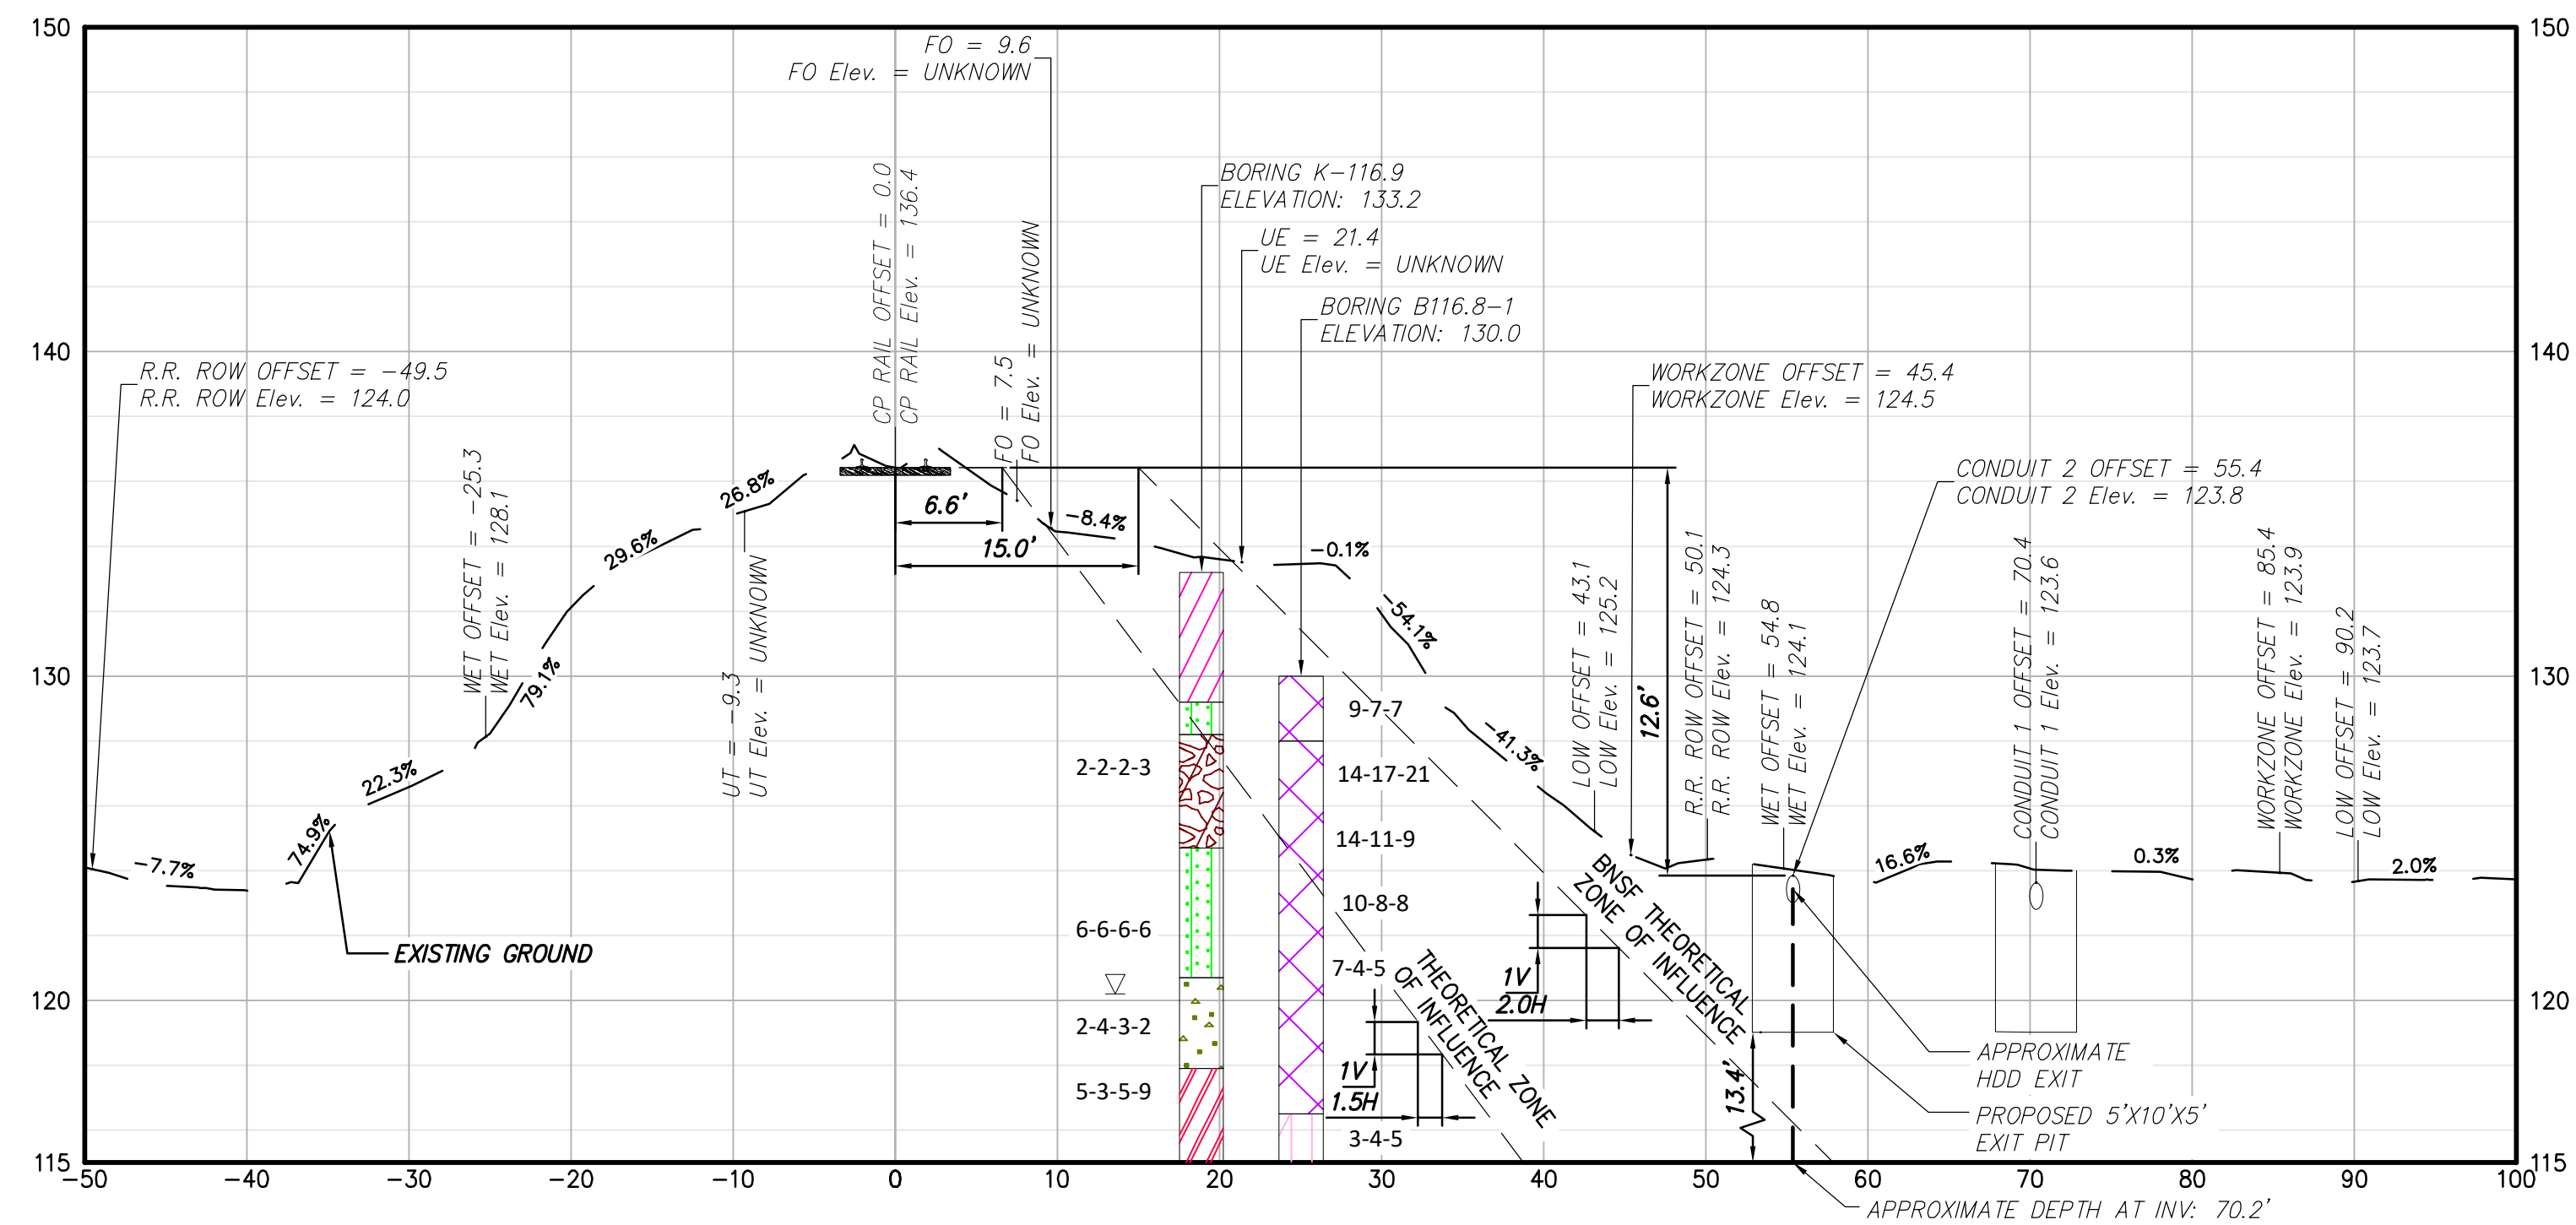 150
150
FO = 9.6
FO Elev. = UNKNOWN
BORING K-116.9
ELEVATION: 133.2
CP RAIL OFFSET = 0.0
CP RAIL Elev. = 136.4
UE = 21.4
UE Elev. = UNKNOWN
FO = 7.5
FO Elev. = UNKNOWN
BORING B116.8-1
ELEVATION: 130.0
140
140
R.R. ROW OFFSET = -49.5
R.R. ROW Elev. = 124.0
WORKZONE OFFSET = 45.4
WORKZONE Elev. = 124.5
WET OFFSET = -25.3
WET Elev. = 128.1
CONDUIT 2 OFFSET = 55.4
CONDUIT 2 Elev. = 123.8
26.8%
6.6'
-8.4%
29.6%
15.0'
-0.1%
UT = -9.3
UT Elev. = UNKNOWN
LOW OFFSET = 43.1
LOW Elev. = 125.2
R.R. ROW OFFSET = 50.1
R.R. ROW Elev. = 124.3
WET OFFSET = 54.8
WET Elev. = 124.1
CONDUIT 1 OFFSET = 70.4
CONDUIT 1 Elev. = 123.6
WORKZONE OFFSET = 85.4
WORKZONE Elev. = 123.9
LOW OFFSET = 90.2
LOW Elev. = 123.7
-54.1%
130
130
79.1%
12.6'
9-7-7
-41.3%
2-2-2-3
14-17-21
22.3%
74.9%
14-11-9
-7.7%
16.6%
0.3%
2.0%
BNSF THEORETICAL
ZONE OF INFLUENCE
10-8-8
6-6-6-6
EXISTING GROUND
7-4-5
1V
2.0H
THEORETICAL ZONE
OF INFLUENCE
120
120
2-4-3-2
APPROXIMATE
HDD EXIT
1V
1.5H
13.4'
5-3-5-9
PROPOSED 5'X10'X5'
EXIT PIT
3-4-5
115
115
-50 -40 -30 -20 -10 0 10 20 30 40 50 60 70 80 90 100
APPROXIMATE DEPTH AT INV: 70.2'